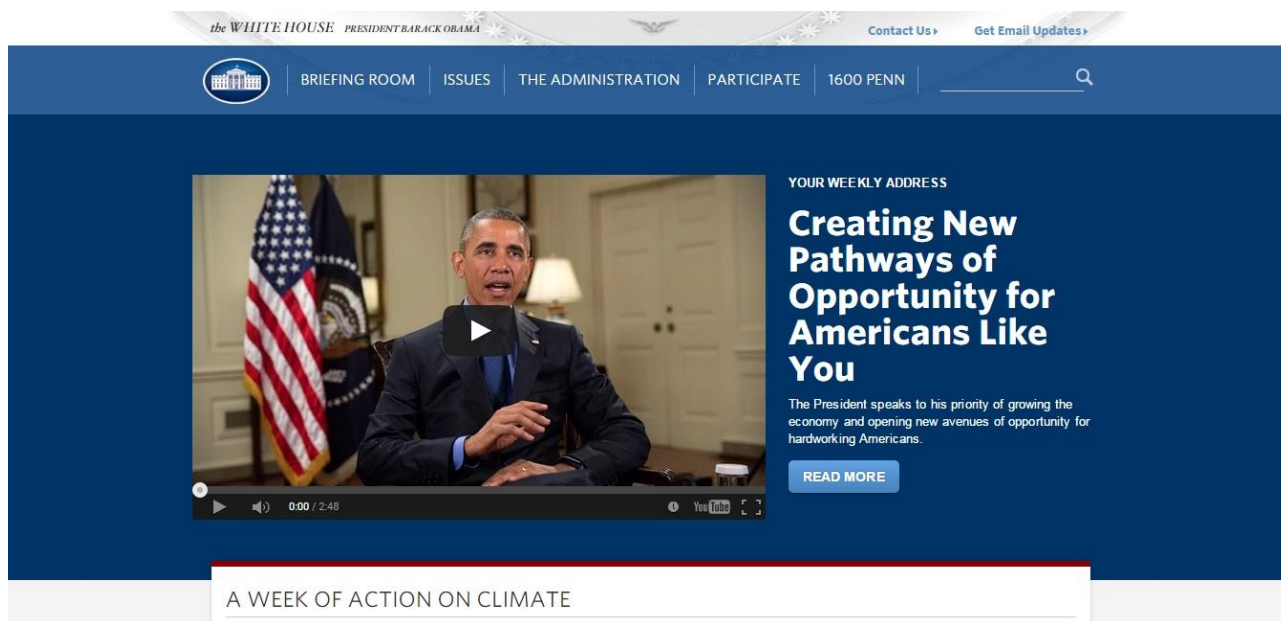 the WHITE HOUSE PRESIDENT BARACK OBAMA
Contact Us Get Email Updates
BRIEFING ROOM ISSUES THE ADMINISTRATION PARTICIPATE 1600 PENN
YOUR WEEKLY ADDRESS
Creating New
Pathways of
Opportunity for
Americans Like
You
The President speaks to his priority of growing the
economy and opening new avenues of opportunity for
hardworking Americans.
READ MORE
0:00 / 2:48 YouTube
A WEEK OF ACTION ON CLIMATE